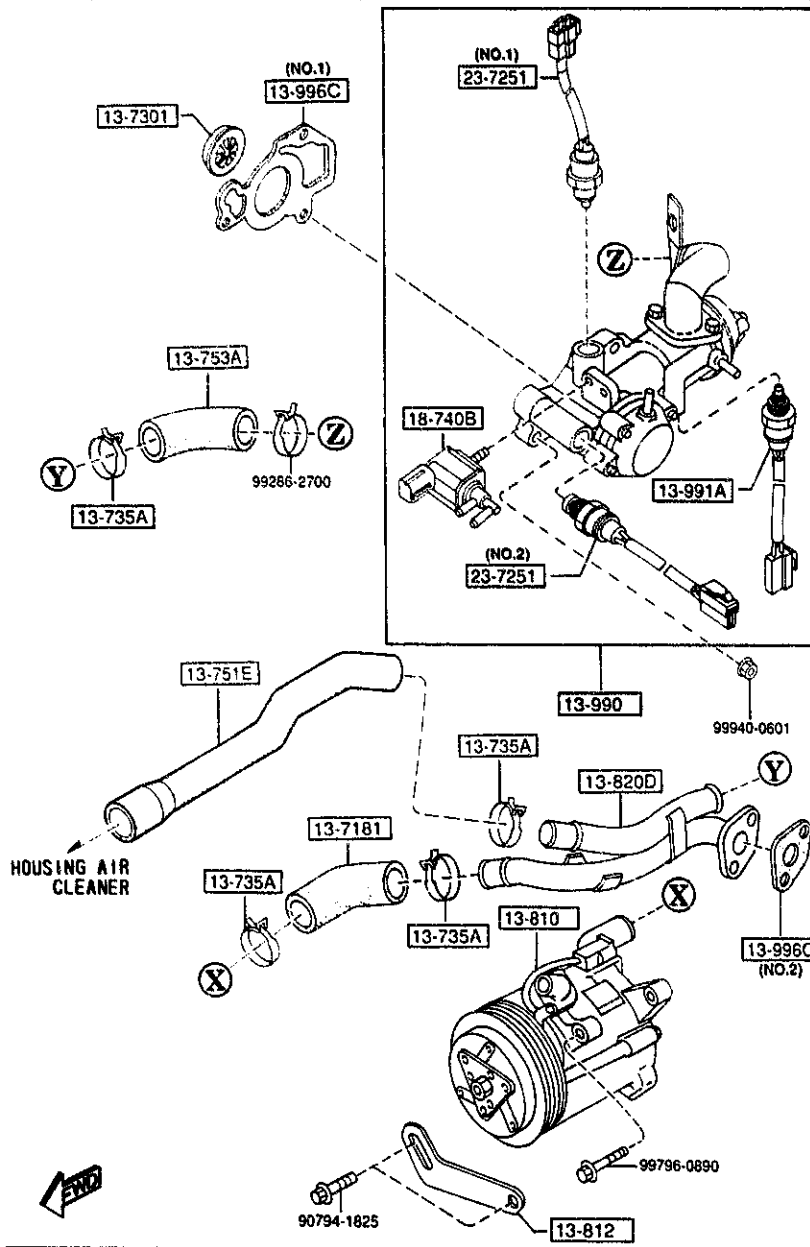 (NO.1)
13-996C
13-7301
(NO.1)
23-7251
Z
13-753A
18-740B
Z
Y
99286-2700
13-735A
13-991A
(NO.2)
23-7251
13-751E
13-990
99940-0601
13-735A
Y
13-820D
13-7181
HOUSING AIR
CLEANER
13-735A
13-735A
13-810
X
13-996C
(NO.2)
X
99796-0890
FWD
90794-1825
13-812